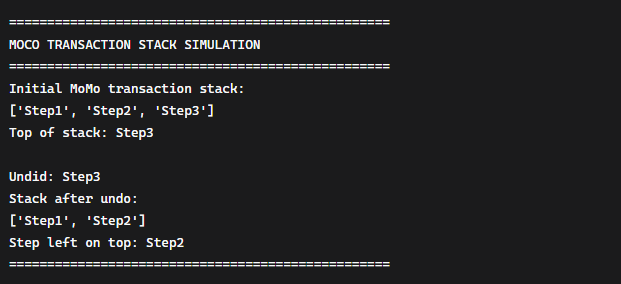 ==================================================
MOCO TRANSACTION STACK SIMULATION
==================================================
Initial MoMo transaction stack:
['Step1', 'Step2', 'Step3']
Top of stack: Step3

Undid: Step3
Stack after undo:
['Step1', 'Step2']
Step left on top: Step2
==================================================